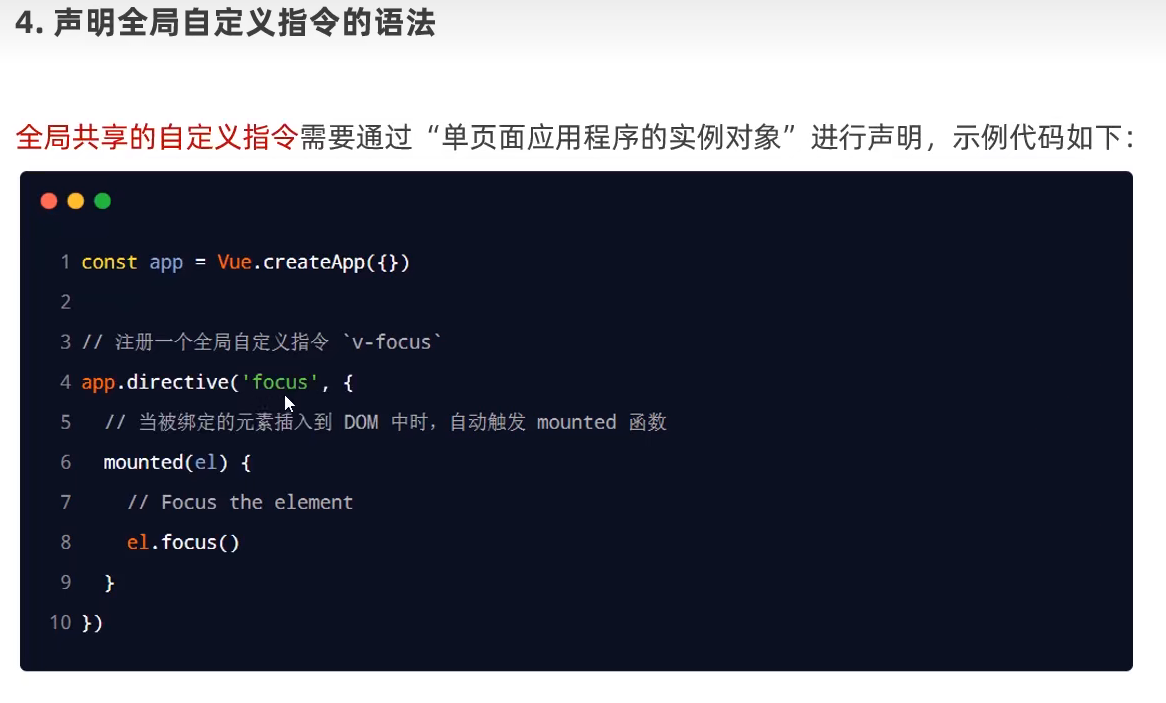 4. 声明全局自定义指令的语法
全局共享的自定义指令需要通过“单页面应用程序的实例对象”进行声明，示例代码如下：
1 const app = Vue.createApp({})
2
3 // 注册一个全局自定义指令 `v-focus`
4 app.directive('focus', {
5 // 当被绑定的元素插入到 DOM 中时，自动触发 mounted 函数
6 mounted(el) {
7 // Focus the element
8 el.focus()
9 }
10 })